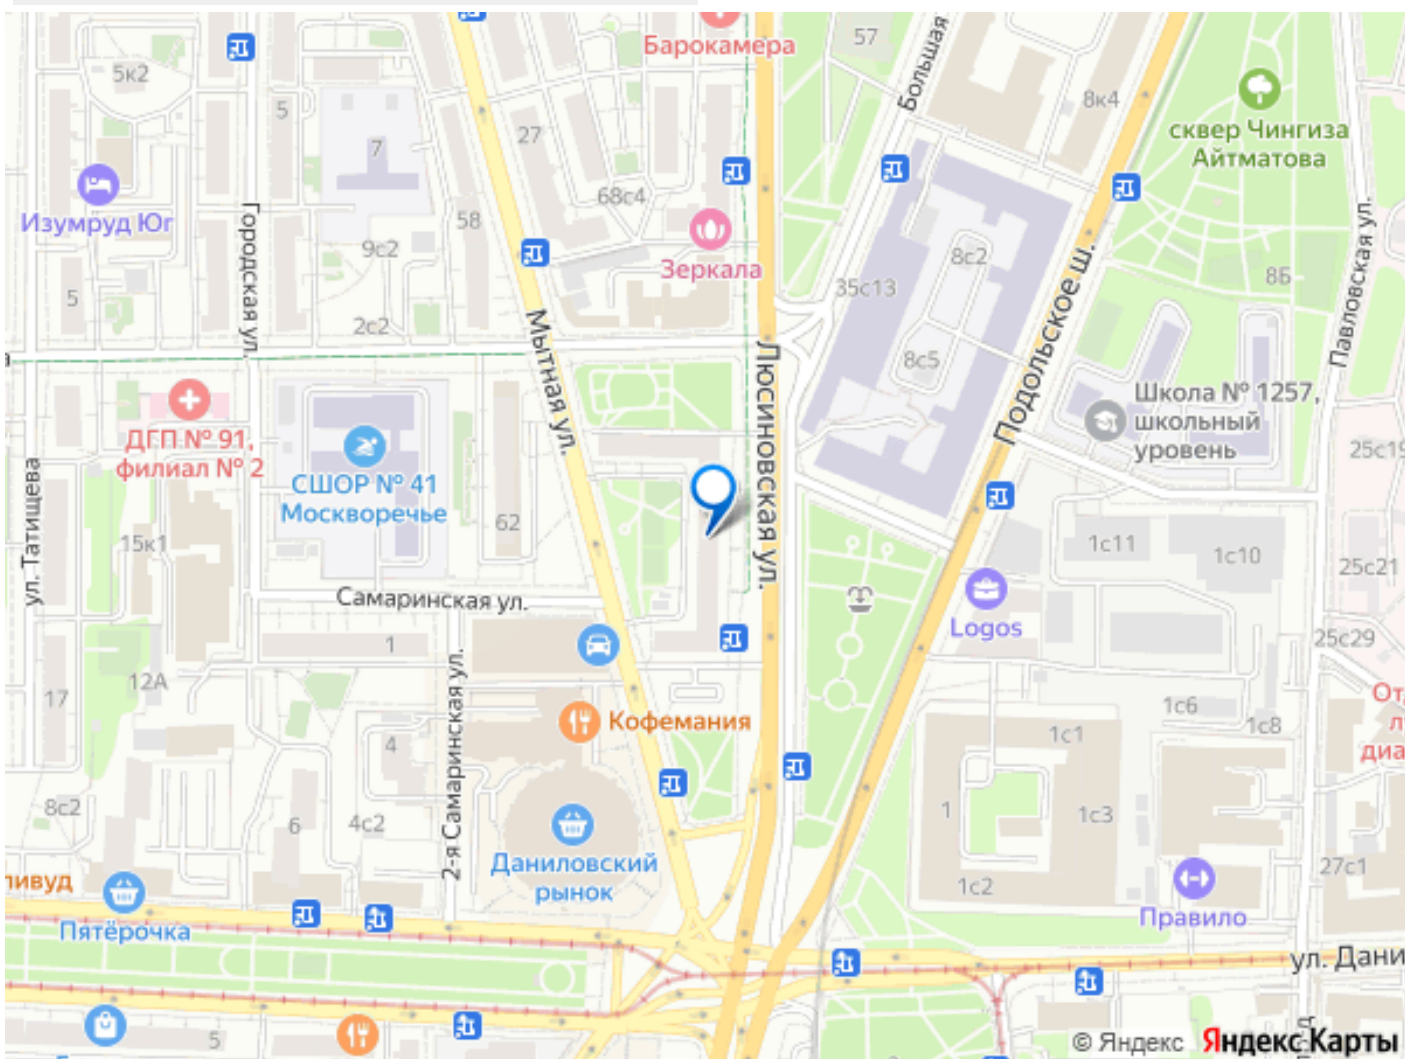 Барокамера
57
Большая
5к2
5
8к4
сквер Чингиза
Айтматова
7
27
Изумруд Юг
68с4
58
Городская ул.
9с2
Зеркала
8с2
Павловская ул.
5
35с13
8Б
2с2
Мытная ул.
Люсиновская ул.
8с5
Подольское ш.
Школа № 1257,
школьный
уровень
ДГП № 91,
филиал № 2
25с19
СШОР № 41
Москворечье
ул. Татищева
62
15к1
1с11
1с10
25с21
Самаринская ул.
Logos
1
25с29
12А
17
2-я Самаринская ул.
Кофемания
4
1с6
1с8
1с1
От
л
диа
8с2
6
4с2
1
1с3
Даниловский
рынок
27с1
ливуд
1с2
Пятёрочка
Правило
ул. Дани
5
© Яндекс Яндекс Карты